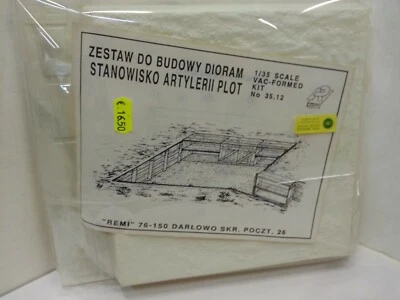 ZESTAW DO BUDOWY DIORAM
STANOWISKO ARTYLERII PLOT
1/35 SCALE
VAC-FORMED
KIT
No 35.12
€ 16.50
"REMI" 76-150 DARŁOWO SKR. POCZT. 26